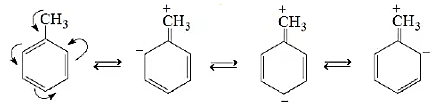 CH₃ + CH₃ + CH₃ + CH₃
− −
−